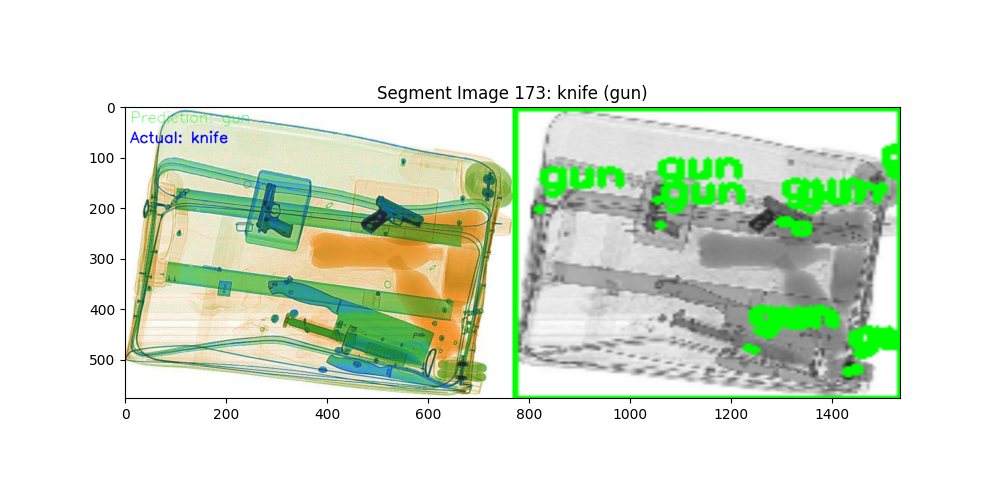 Segment Image 173: knife (gun)
Prediction: gun
Actual: knife
gun
gun
gun
gun
gun
0
100
200
300
400
500
0 200 400 600 800 1000 1200 1400